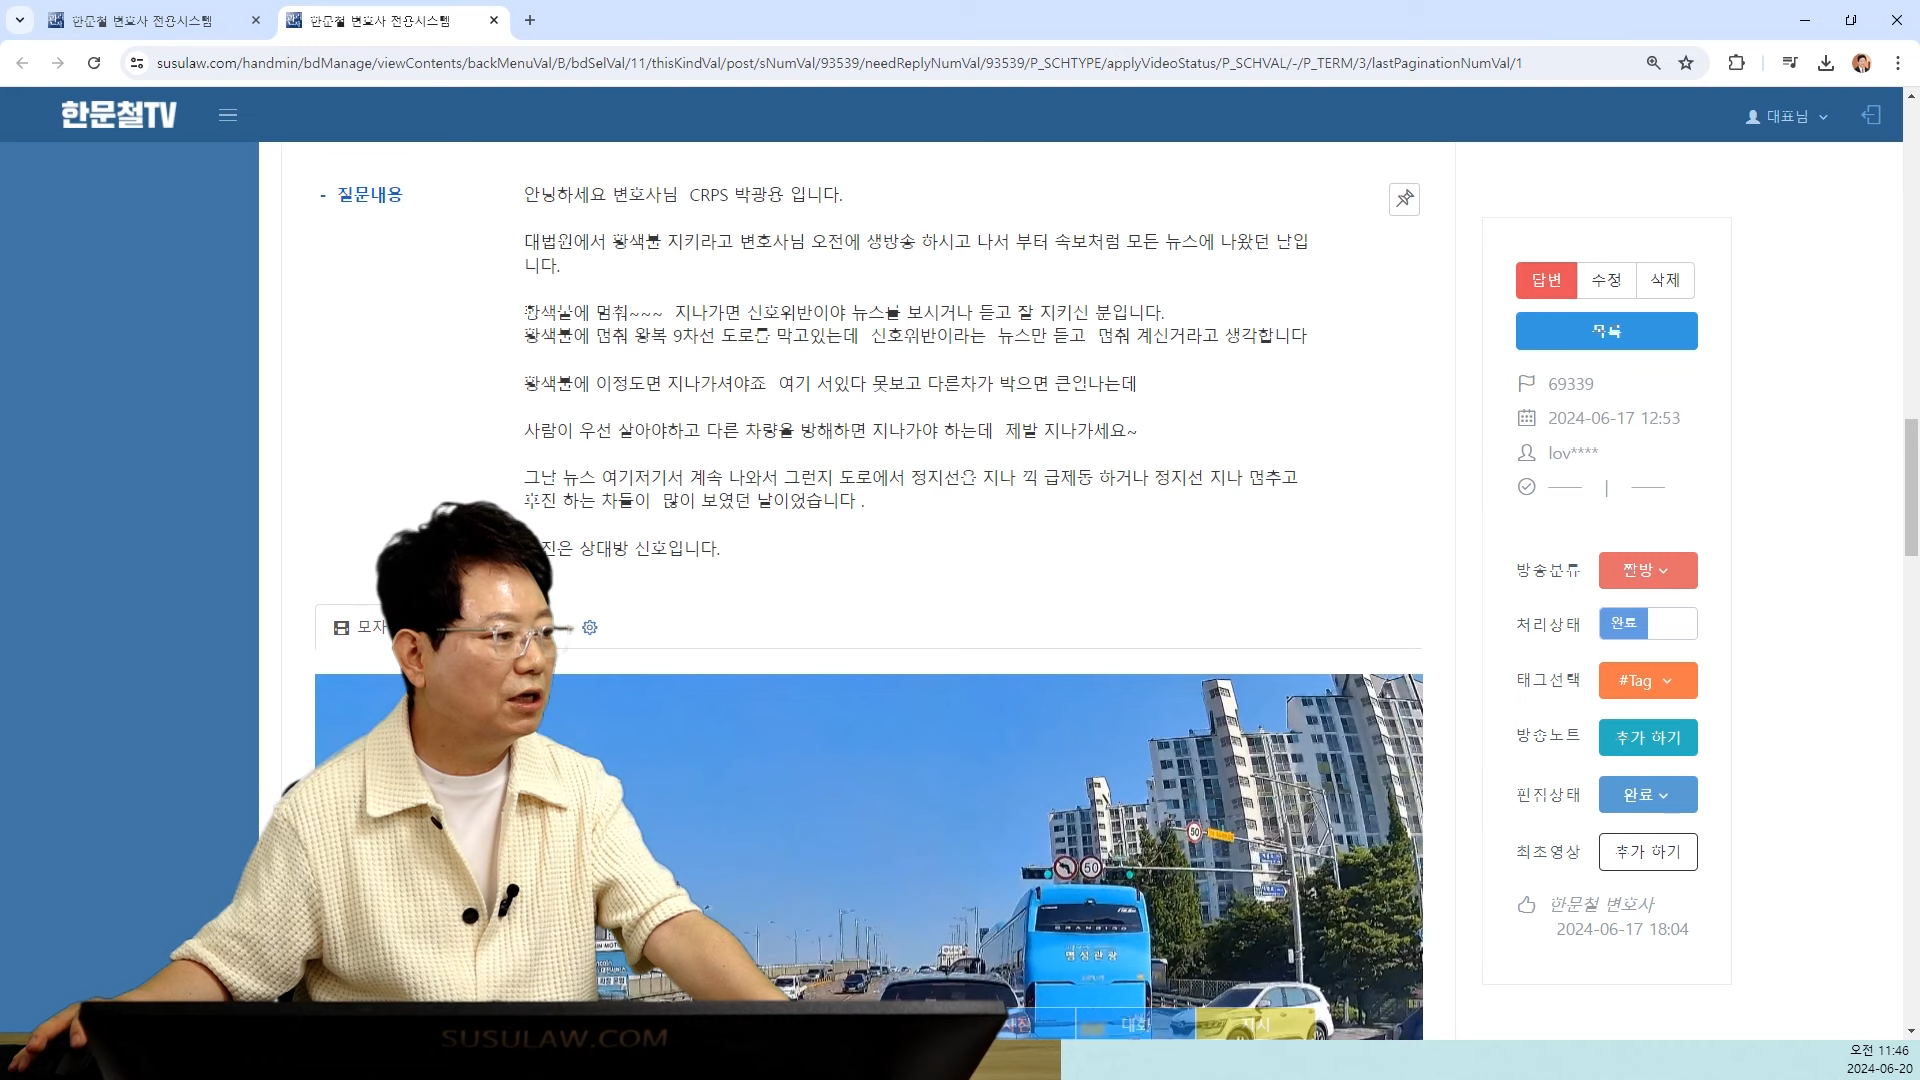 한문철 변호사 전용시스템
한문철 변호사 전용시스템
susulaw.com/handmin/bdManage/viewContents/backMenuVal/B/bdSelVal/11/thisKindVal/post/sNumVal/93539/needReplyNumVal/93539/P_SCHTYPE/applyVideoStatus/P_SCHVAL/-/P_TERM/3/lastPaginationNumVal/1
한문철TV
대표님
- 질문내용
안녕하세요 변호사님 CRPS 박광용 입니다.
대법원에서 황색불 지키라고 변호사님 오전에 생방송 하시고 나서 부터 속보처럼 모든 뉴스에 나왔던 날입
니다.
황색불에 멈춰~~~ 지나가면 신호위반이야 뉴스를 보시거나 듣고 잘 지키신 분입니다.
황색불에 멈춰 왕복 9차선 도로를 막고있는데 신호위반이라는 뉴스만 듣고 멈춰 계신거라고 생각합니다
황색불에 이정도면 지나가셔야죠 여기 서있다 못보고 다른차가 박으면 큰인나는데
사람이 우선 살아야하고 다른 차량을 방해하면 지나가야 하는데 제발 지나가세요~
그날 뉴스 여기저기서 계속 나와서 그런지 도로에서 정지선을 지나 끽 급제동 하거나 정지선 지나 멈추고
후진 하는 차들이 많이 보였던 날이었습니다 .
진은 상대방 신호입니다.
모자
답변
수정
삭제
목록
69339
2024-06-17 12:53
lov****
|
방송분류
짠방
처리상태
완료
태그선택
#Tag
방송노트
추가 하기
편집상태
완료
최초영상
추가 하기
한문철 변호사
2024-06-17 18:04
50
50
GRANBIRD
명성관광
대화
SUSULAW.COM
오전 11:46
2024-06-20